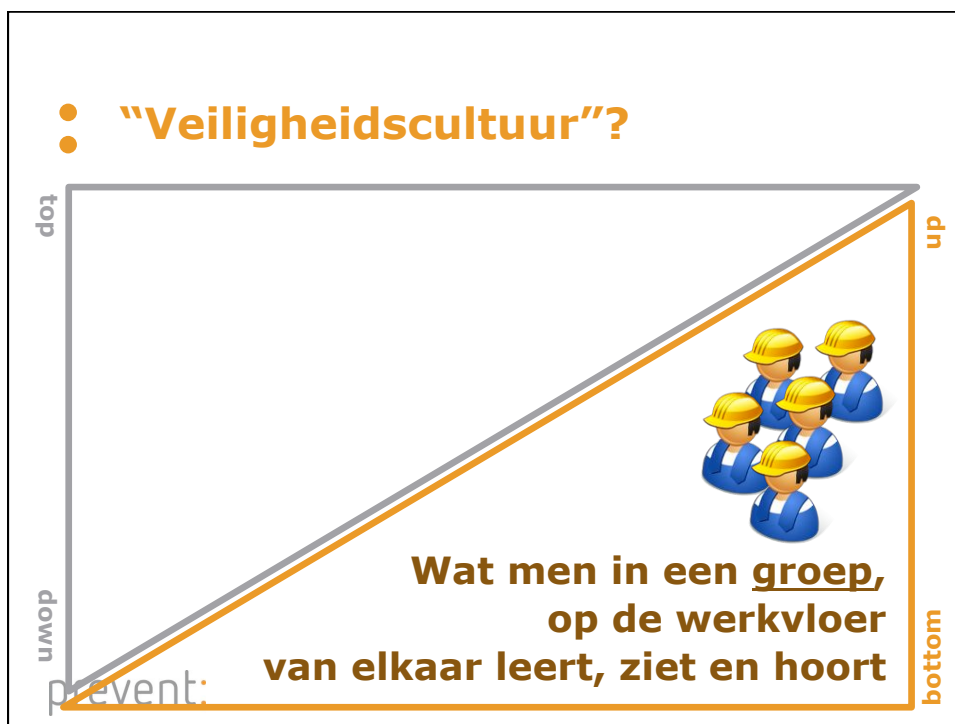 “Veiligheidscultuur”?
top
up
Wat men in een groep,
op de werkvloer
van elkaar leert, ziet en hoort
down
bottom
prevent: